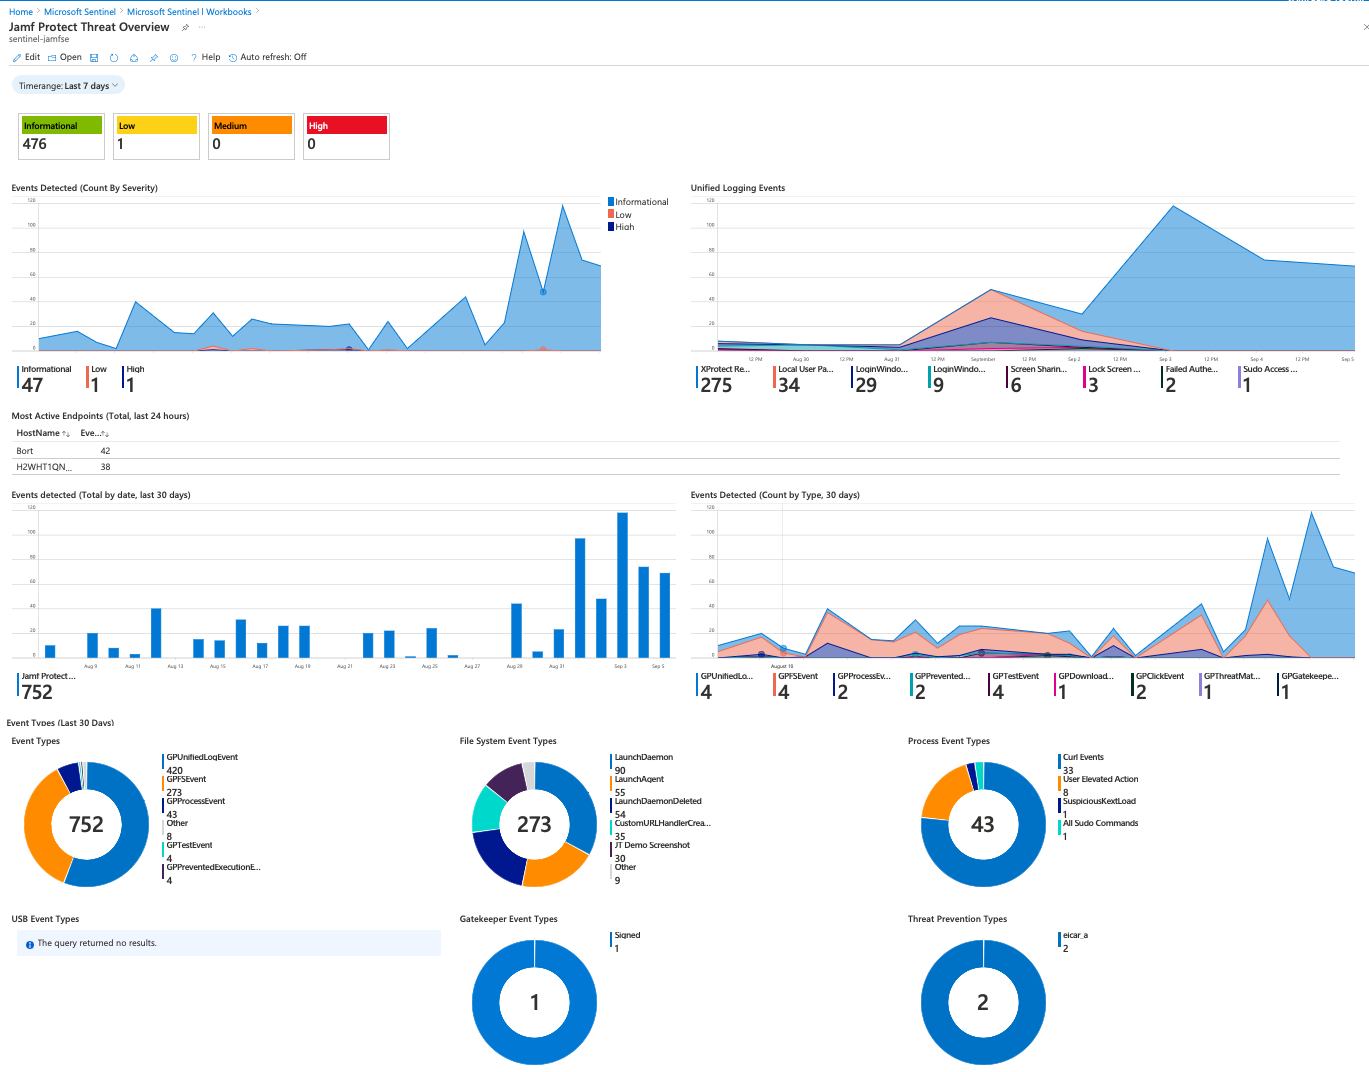 Home > Microsoft Sentinel > Microsoft Sentinel | Workbooks >
Jamf Protect Threat Overview
sentinel-jamfse
Edit Open Help Auto refresh: Off
Timerange: Last 7 days
Informational Low Medium High
476 1 0 0
Events Detected (Count By Severity)
120
100
80
60
40
20
0
Informational
Low
High
Informational Low High
47 1 1
Unified Logging Events
120
100
80
60
40
20
0
12 PM Aug 30 12 PM Aug 31 12 PM September 12 PM Sep 2 12 PM Sep 3 12 PM Sep 4 12 PM Sep 5
XProtect Re... Local User Pa... LoginWindo... LoginWindo... Screen Sharin... Lock Screen ... Failed Authe... Sudo Access ...
275 34 29 9 6 3 2 1
Most Active Endpoints (Total, last 24 hours)
HostName ↑↓ Eve...↑↓
Bort 42
H2WHT1QN... 38
Events detected (Total by date, last 30 days)
120
100
80
60
40
20
0
Aug 9 Aug 11 Aug 13 Aug 15 Aug 17 Aug 19 Aug 21 Aug 23 Aug 25 Aug 27 Aug 29 Aug 31 Sep 3 Sep 5
Jamf Protect...
752
Events Detected (Count by Type, 30 days)
120
100
80
60
40
20
0
August 10
GPUnifiedLo... GPFSEvent GPProcessEv... GPPrevented... GPTestEvent GPDownload... GPClickEvent GPThreatMat... GPGatekeepe...
4 4 2 2 4 1 2 1 1
Event Types (Last 30 Days)
Event Types
752
GPUnifiedLogEvent
420
GPFSEvent
273
GPProcessEvent
43
Other
8
GPTestEvent
4
GPPreventedExecutionE...
4
File System Event Types
273
LaunchDaemon
90
LaunchAgent
55
LaunchDaemonDeleted
54
CustomURLHandlerCrea...
35
JT Demo Screenshot
30
Other
9
Process Event Types
43
Curl Events
33
User Elevated Action
8
SuspiciousKextLoad
1
All Sudo Commands
1
USB Event Types
The query returned no results.
Gatekeeper Event Types
1
Signed
1
Threat Prevention Types
2
eicar_a
2